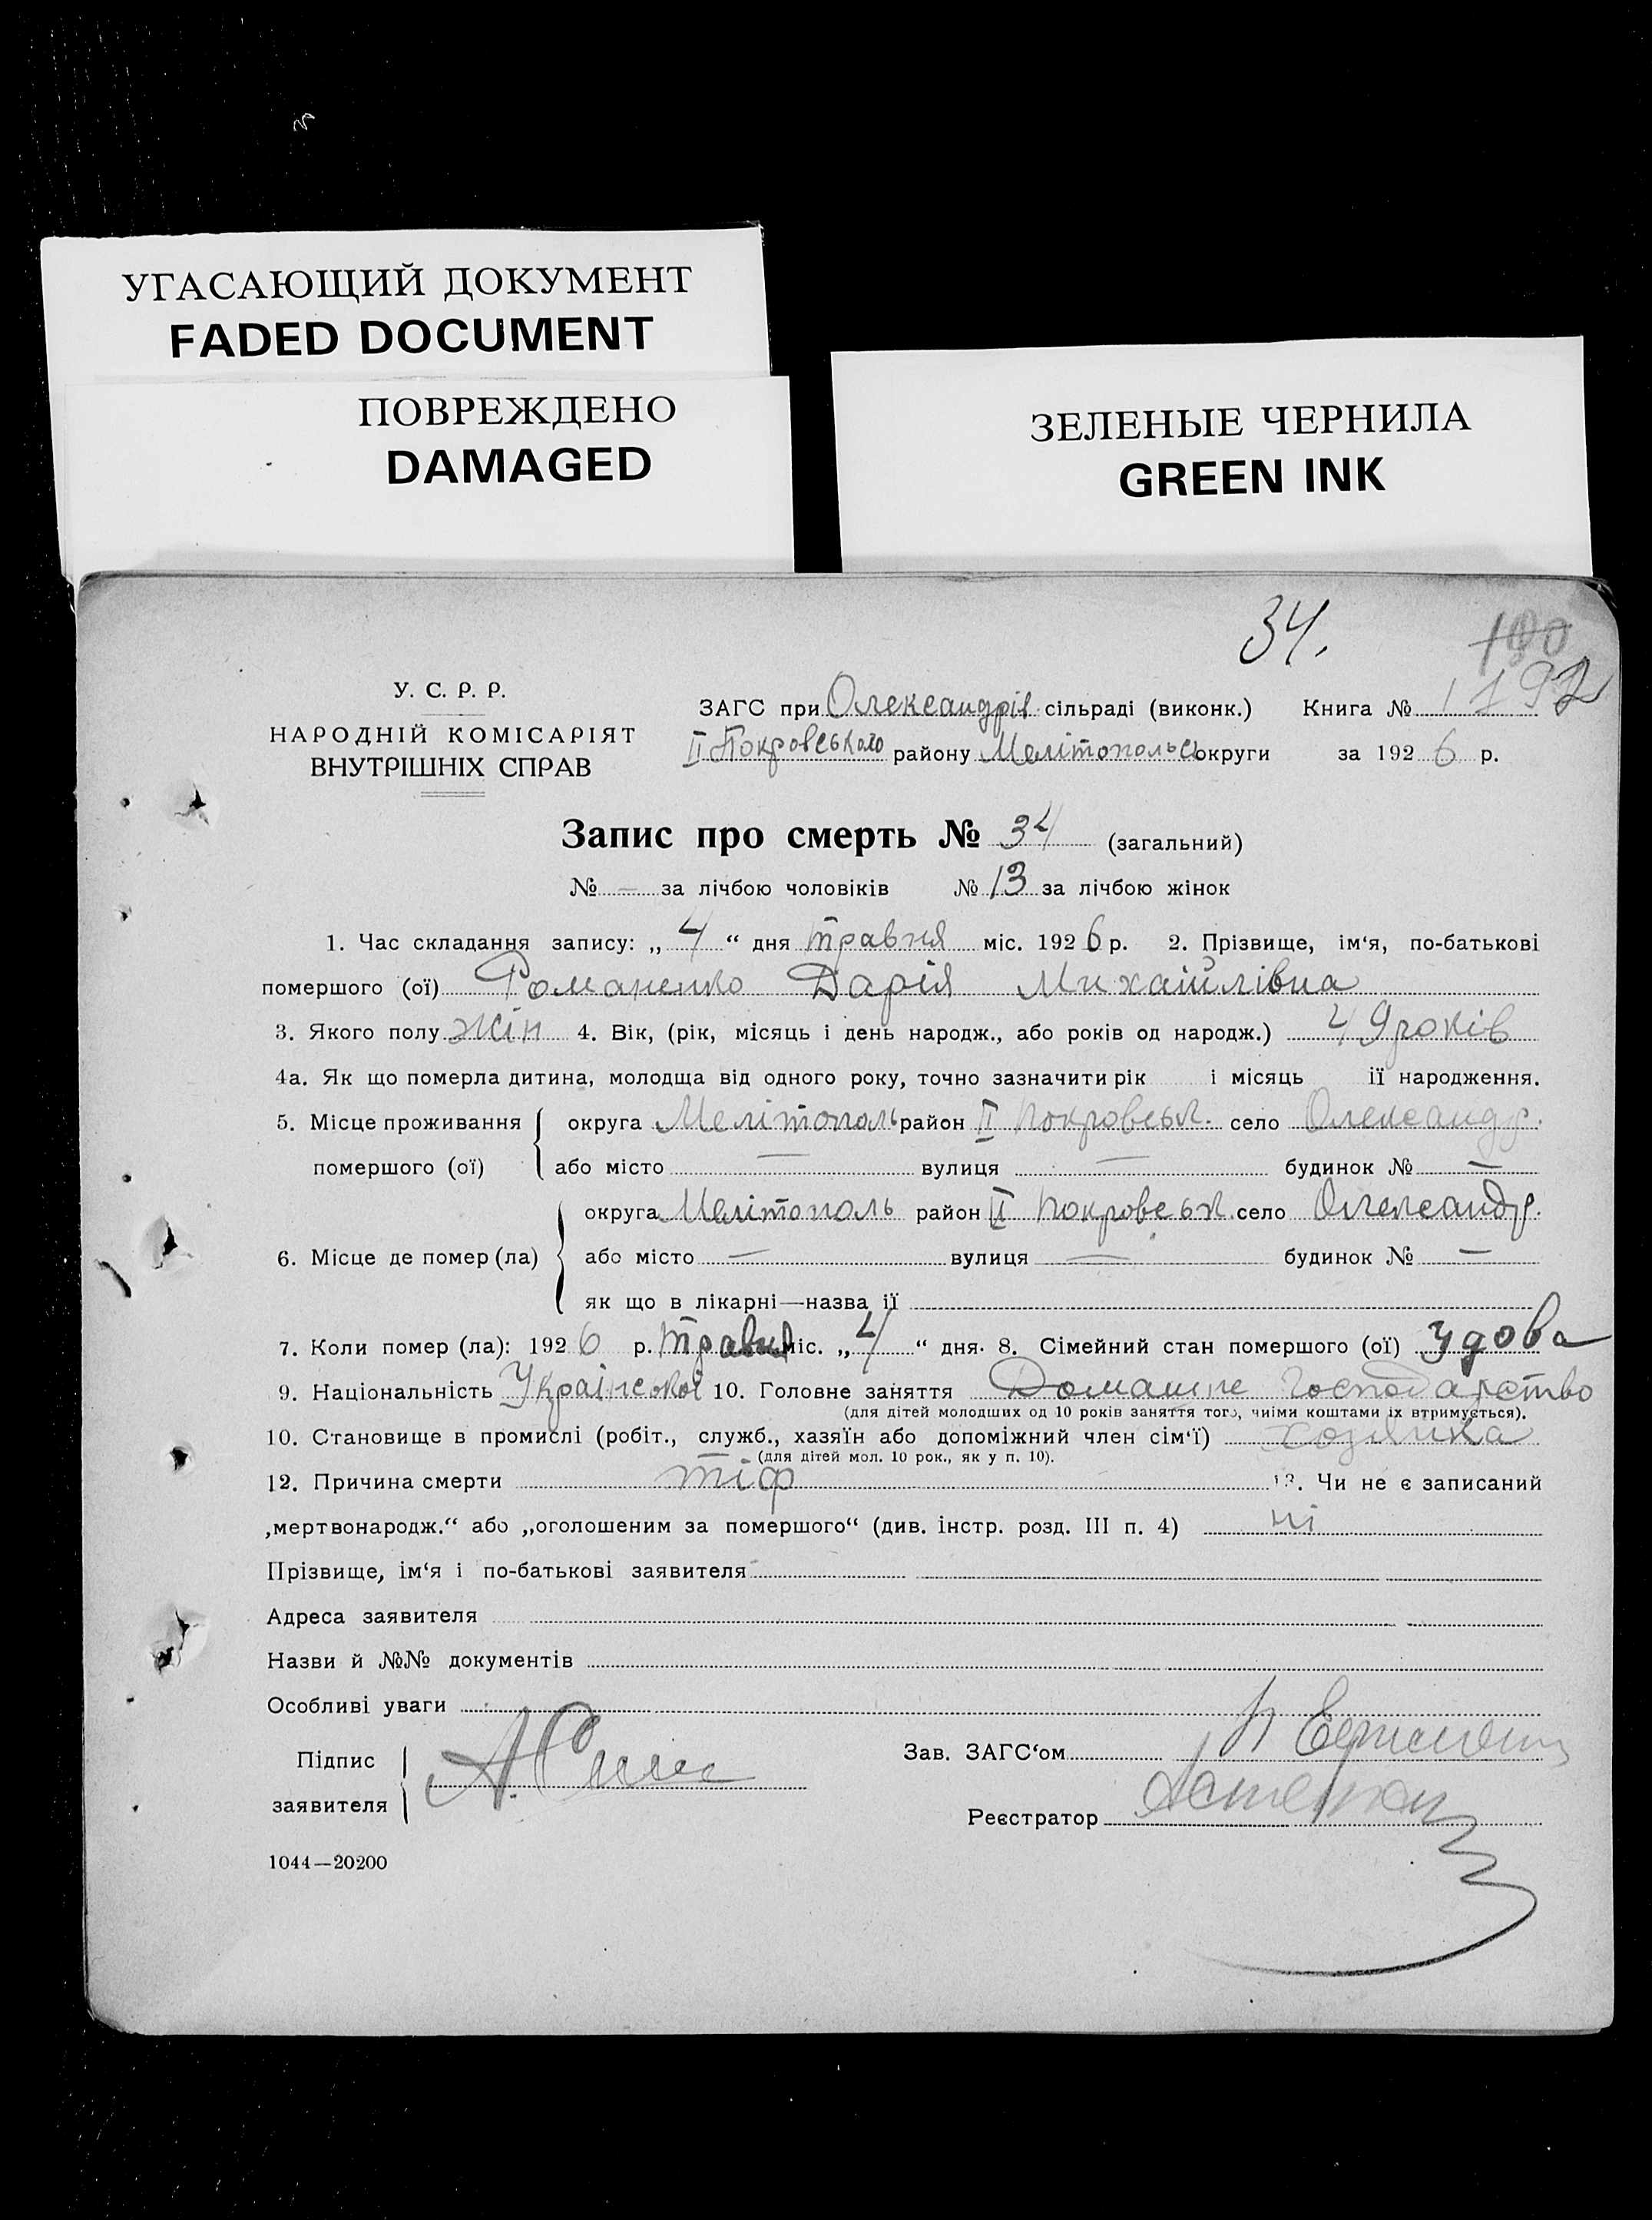 УГАСАЮЩИЙ ДОКУМЕНТ
FADED DOCUMENT
ПОВРЕЖДЕНО
DAMAGED
ЗЕЛЕНЫЕ ЧЕРНИЛА
GREEN INK
34.
100
192
У. С. Р. Р.
НАРОДНІЙ КОМІСАРІЯТ
ВНУТРІШНІХ СПРАВ
ЗАГС при Олександрів сільраді (виконк.) Книга № 1
II Покровського району Мелітопольс округи за 1926 р.
Запис про смерть № 34 (загальний)
№ — за лічбою чоловіків № 13 за лічбою жінок
1. Час складання запису: „ 4 “ дня травня міс. 1926 р. 2. Прізвище, ім‘я, по-батькові
помершого (ої) Романенко Дарія Михайлівна
3. Якого полу жін 4. Вік, (рік, місяць і день народж., або років од народж.) 49 років
4а. Як що померла дитина, молодща від одного року, точно зазначити рік і місяць її народження.
5. Місце проживання помершого (ої) округа Мелітополь район II Покровськ. село Олександр.
або місто — вулиця — будинок № —
6. Місце де помер (ла) округа Мелітополь район II Покровськ. село Олександр.
або місто — вулиця — будинок № —
як що в лікарні—назва її
7. Коли помер (ла): 1926 р. травня міс. „ 4 “ дня. 8. Сімейний стан помершого (ої) удова
9. Національність Української 10. Головне заняття Домашне господарство
(для дітей молодших од 10 років заняття того, чиїми коштами їх втримується).
10. Становище в промислі (робіт., служб., хазяїн або допоміжний член сім‘ї) хозяйка
(для дітей мол. 10 рок., як у п. 10).
12. Причина смерти тіф 13. Чи не є записаний
„мертвонародж.“ або „оголошеним за помершого“ (див. інстр. розд. III п. 4) ні
Прізвище, ім‘я і по-батькові заявителя
Адреса заявителя
Назви й №№ документів
Особливі уваги
Підпис
заявителя
Зав. ЗАГС‘ом
Реєстратор
1044—20200